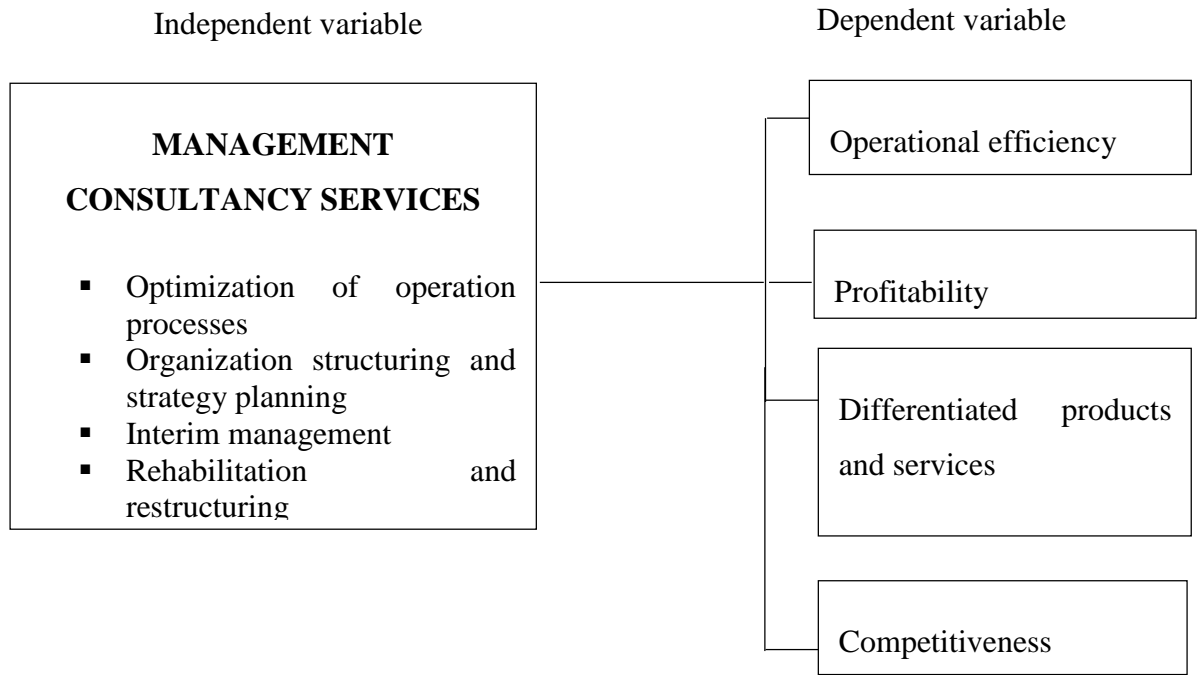 Independent variable
Dependent variable
MANAGEMENT
CONSULTANCY SERVICES
▪ Optimization of operation
processes
▪ Organization structuring and
strategy planning
▪ Interim management
▪ Rehabilitation and
restructuring
Operational efficiency
Profitability
Differentiated products
and services
Competitiveness